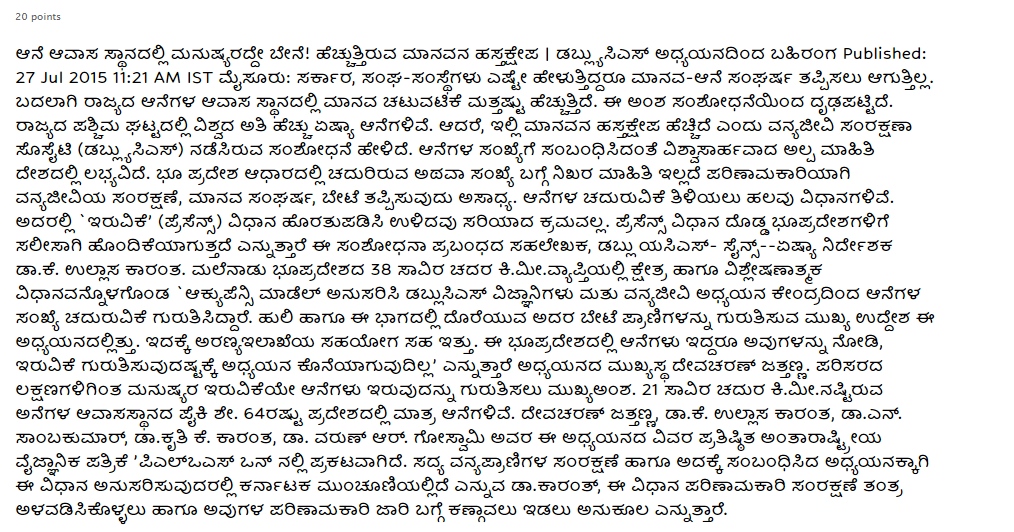 20 points
ಆನೆ ಆವಾಸ ಸ್ಥಾನದಲ್ಲಿ ಮನುಷ್ಯರದ್ದೇ ಬೇನೆ! ಹೆಚ್ಚುತ್ತಿರುವ ಮಾನವನ ಹಸ್ತಕ್ಷೇಪ | ಡಬ್ಲ್ಯುಸಿಎಸ್ ಅಧ್ಯಯನದಿಂದ ಬಹಿರಂಗ Published:
27 Jul 2015 11:21 AM IST ಮೈಸೂರು: ಸರ್ಕಾರ, ಸಂಘ-ಸಂಸ್ಥೆಗಳು ಎಷ್ಟೇ ಹೇಳುತ್ತಿದ್ದರೂ ಮಾನವ-ಆನೆ ಸಂಘರ್ಷ ತಪ್ಪಿಸಲು ಆಗುತ್ತಿಲ್ಲ.
ಬದಲಾಗಿ ರಾಜ್ಯದ ಆನೆಗಳ ಆವಾಸ ಸ್ಥಾನದಲ್ಲಿ ಮಾನವ ಚಟುವಟಿಕೆ ಮತ್ತಷ್ಟು ಹೆಚ್ಚುತ್ತಿದೆ. ಈ ಅಂಶ ಸಂಶೋಧನೆಯಿಂದ ದೃಢಪಟ್ಟಿದೆ.
ರಾಜ್ಯದ ಪಶ್ಚಿಮ ಘಟ್ಟದಲ್ಲಿ ವಿಶ್ವದ ಅತಿ ಹೆಚ್ಚು ಏಷ್ಯಾ ಆನೆಗಳಿವೆ. ಆದರೆ, ಇಲ್ಲಿ ಮಾನವನ ಹಸ್ತಕ್ಷೇಪ ಹೆಚ್ಚಿದೆ ಎಂದು ವನ್ಯಜೀವಿ ಸಂರಕ್ಷಣಾ
ಸೊಸೈಟಿ (ಡಬ್ಲ್ಯುಸಿಎಸ್) ನಡೆಸಿರುವ ಸಂಶೋಧನೆ ಹೇಳಿದೆ. ಆನೆಗಳ ಸಂಖ್ಯೆಗೆ ಸಂಬಂಧಿಸಿದಂತೆ ವಿಶ್ವಾಸಾರ್ಹವಾದ ಅಲ್ಪ ಮಾಹಿತಿ
ದೇಶದಲ್ಲಿ ಲಭ್ಯವಿದೆ. ಭೂ ಪ್ರದೇಶ ಆಧಾರದಲ್ಲಿ ಚದುರಿರುವ ಅಥವಾ ಸಂಖ್ಯೆ ಬಗ್ಗೆ ನಿಖರ ಮಾಹಿತಿ ಇಲ್ಲದೆ ಪರಿಣಾಮಕಾರಿಯಾಗಿ
ವನ್ಯಜೀವಿಯ ಸಂರಕ್ಷಣೆ, ಮಾನವ ಸಂಘರ್ಷ, ಬೇಟೆ ತಪ್ಪಿಸುವುದು ಅಸಾಧ್ಯ. ಆನೆಗಳ ಚದುರುವಿಕೆ ತಿಳಿಯಲು ಹಲವು ವಿಧಾನಗಳಿವೆ.
ಅದರಲ್ಲಿ `ಇರುವಿಕೆ' (ಪ್ರೆಸೆನ್ಸ್) ವಿಧಾನ ಹೊರತುಪಡಿಸಿ ಉಳಿದವು ಸರಿಯಾದ ಕ್ರಮವಲ್ಲ. ಪ್ರೆಸೆನ್ಸ್ ವಿಧಾನ ದೊಡ್ಡ ಭೂಪ್ರದೇಶಗಳಿಗೆ
ಸಲೀಸಾಗಿ ಹೊಂದಿಕೆಯಾಗುತ್ತದೆ ಎನ್ನುತ್ತಾರೆ ಈ ಸಂಶೋಧನಾ ಪ್ರಬಂಧದ ಸಹಲೇಖಕ, ಡಬ್ಲುಯಸಿಎಸ್- ಸೈನ್ಸ್--ಏಷ್ಯಾ ನಿರ್ದೇಶಕ
ಡಾ.ಕೆ. ಉಲ್ಲಾಸ ಕಾರಂತ. ಮಲೆನಾಡು ಭೂಪ್ರದೇಶದ 38 ಸಾವಿರ ಚದರ ಕಿ.ಮೀ.ವ್ಯಾಪ್ತಿಯಲ್ಲಿ ಕ್ಷೇತ್ರ ಹಾಗೂ ವಿಶ್ಲೇಷಣಾತ್ಮಕ
ವಿಧಾನವನ್ನೊಳಗೊಂಡ `ಆಕ್ಯುಪೆನ್ಸಿ ಮಾಡೆಲ್ ಅನುಸರಿಸಿ ಡಬ್ಲುಸಿಎಸ್ ವಿಜ್ಞಾನಿಗಳು ಮತು ವನ್ಯಜೀವಿ ಅಧ್ಯಯನ ಕೇಂದ್ರದಿಂದ ಆನೆಗಳ
ಸಂಖ್ಯೆ ಚದುರುವಿಕೆ ಗುರುತಿಸಿದ್ದಾರೆ. ಹುಲಿ ಹಾಗೂ ಈ ಭಾಗದಲ್ಲಿ ದೊರೆಯುವ ಅದರ ಬೇಟೆ ಪ್ರಾಣಿಗಳನ್ನು ಗುರುತಿಸುವ ಮುಖ್ಯ ಉದ್ದೇಶ ಈ
ಅಧ್ಯಯನದಲ್ಲಿತ್ತು. ಇದಕ್ಕೆ ಅರಣ್ಯಇಲಾಖೆಯ ಸಹಯೋಗ ಸಹ ಇತ್ತು. ಈ ಭೂಪ್ರದೇಶದಲ್ಲಿ ಆನೆಗಳು ಇದ್ದರೂ ಅವುಗಳನ್ನು ನೋಡಿ,
ಇರುವಿಕೆ ಗುರುತಿಸುವುದಷ್ಟಕ್ಕೆ ಅಧ್ಯಯನ ಕೊನೆಯಾಗುವುದಿಲ್ಲ' ಎನ್ನುತ್ತಾರೆ ಅಧ್ಯಯನದ ಮುಖ್ಯಸ್ಥ ದೇವಚರಣ್ ಜತ್ತಣ್ಣ. ಪರಿಸರದ
ಲಕ್ಷಣಗಳಿಗಿಂತ ಮನುಷ್ಯರ ಇರುವಿಕೆಯೇ ಆನೆಗಳು ಇರುವುದನ್ನು ಗುರುತಿಸಲು ಮುಖ್ಯಅಂಶ. 21 ಸಾವಿರ ಚದುರ ಕಿ.ಮೀ.ನಷ್ಟಿರುವ
ಅನೆಗಳ ಆವಾಸಸ್ಥಾನದ ಪೈಕಿ ಶೇ. 64ರಷ್ಟು ಪ್ರದೇಶದಲ್ಲಿ ಮಾತ್ರ, ಆನೆಗಳಿವೆ. ದೇವಚರಣ್ ಜತ್ತಣ್ಣ, ಡಾ.ಕೆ. ಉಲ್ಲಾಸ ಕಾರಂತ, ಡಾ.ಎನ್.
ಸಾಂಬಕುಮಾರ್, ಡಾ.ಕೃತಿ ಕೆ. ಕಾರಂತ, ಡಾ. ವರುಣ್ ಆರ್. ಗೋಸ್ವಾಮಿ ಅವರ ಈ ಅಧ್ಯಯನದ ವಿವರ ಪ್ರತಿಷ್ಠಿತ ಅಂತಾರಾಷ್ಟ್ರೀಯ
ವೈಜ್ಞಾನಿಕ ಪತ್ರಿಕೆ 'ಪಿಎಲ್‌ಒಎಸ್ ಒನ್ ನಲ್ಲಿ ಪ್ರಕಟವಾಗಿದೆ. ಸದ್ಯ ವನ್ಯಪ್ರಾಣಿಗಳ ಸಂರಕ್ಷಣೆ ಹಾಗೂ ಅದಕ್ಕೆ ಸಂಬಂಧಿಸಿದ ಅಧ್ಯಯನಕ್ಕಾಗಿ
ಈ ವಿಧಾನ ಅನುಸರಿಸುವುದರಲ್ಲಿ ಕರ್ನಾಟಕ ಮುಂಚೂಣಿಯಲ್ಲಿದೆ ಎನ್ನುವ ಡಾ.ಕಾರಂತ್, ಈ ವಿಧಾನ ಪರಿಣಾಮಕಾರಿ ಸಂರಕ್ಷಣೆ ತಂತ್ರ
ಅಳವಡಿಸಿಕೊಳ್ಳಲು ಹಾಗೂ ಅವುಗಳ ಪರಿಣಾಮಕಾರಿ ಜಾರಿ ಬಗ್ಗೆ ಕಣ್ಗಾವಲು ಇಡಲು ಅನುಕೂಲ ಎನ್ನುತ್ತಾರೆ.